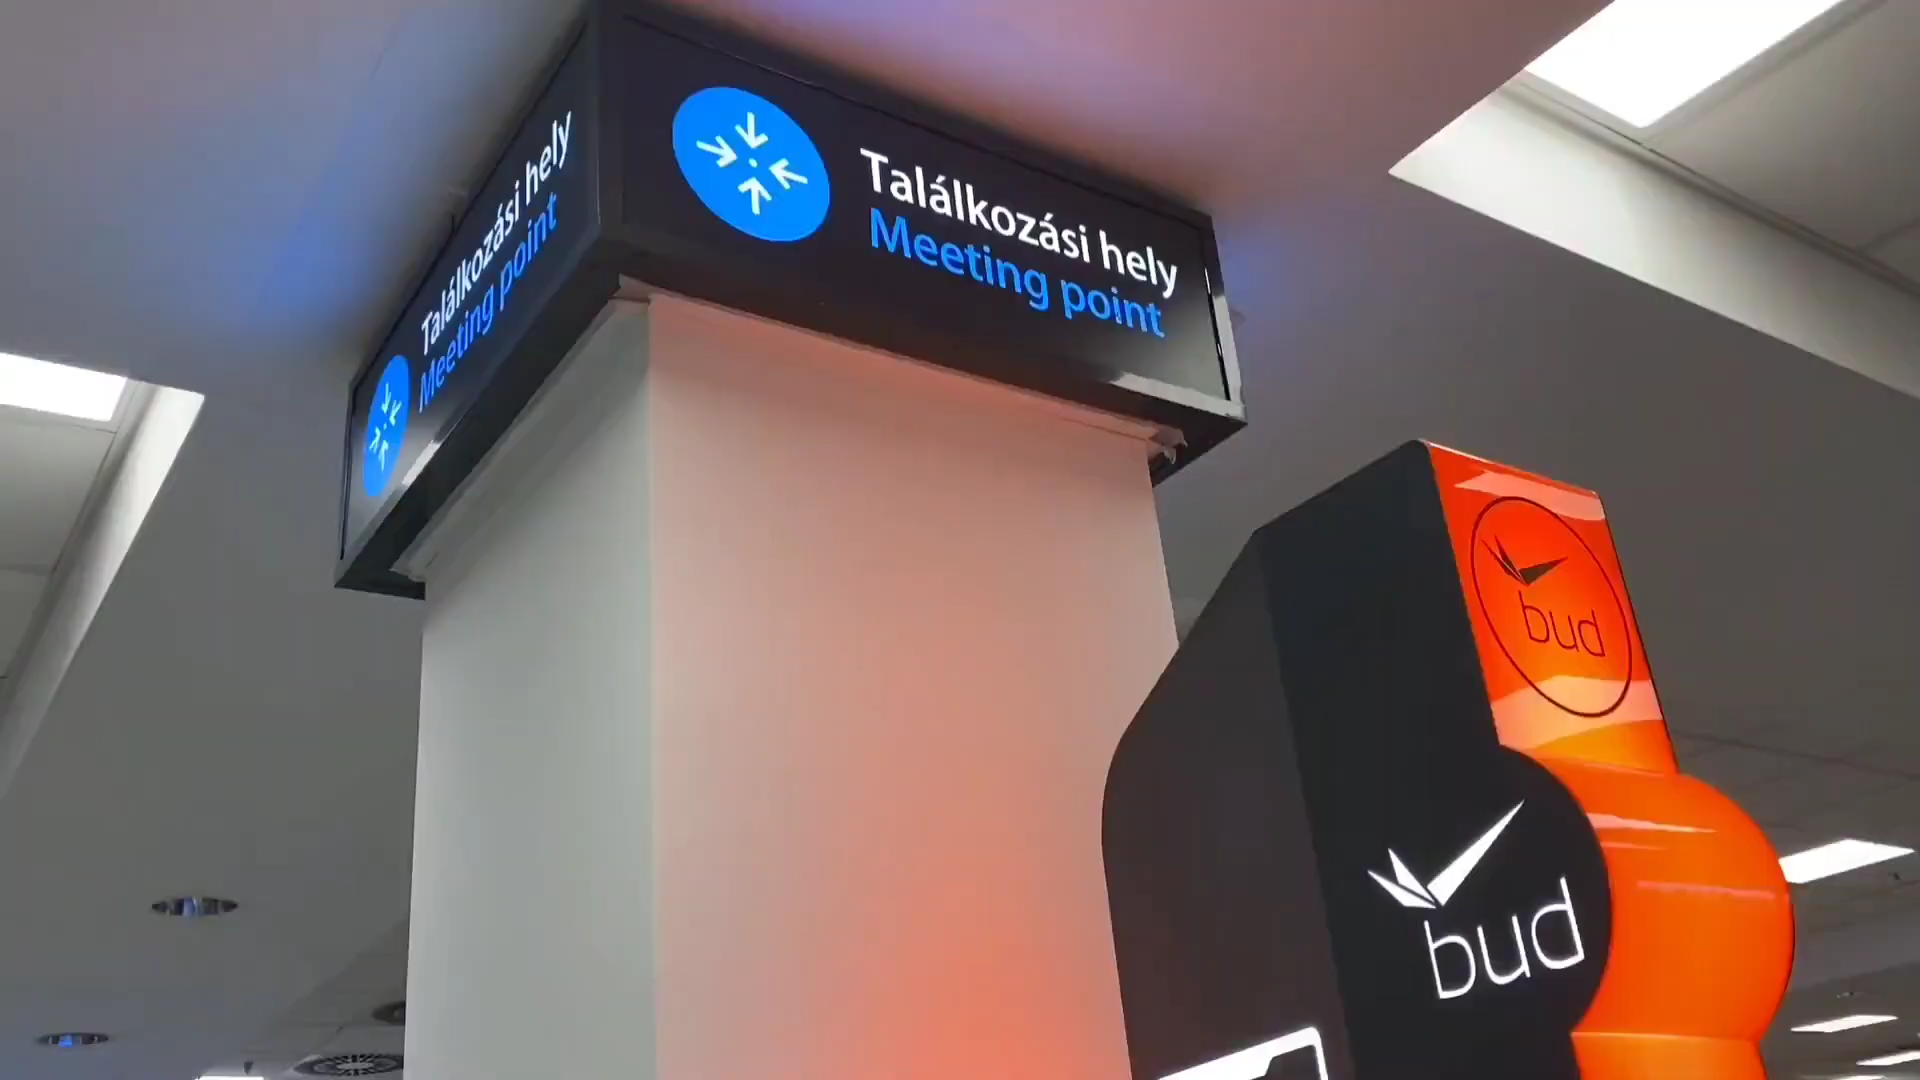 Találkozási hely
Meeting point
Találkozási hely
Meeting point
bud
bud